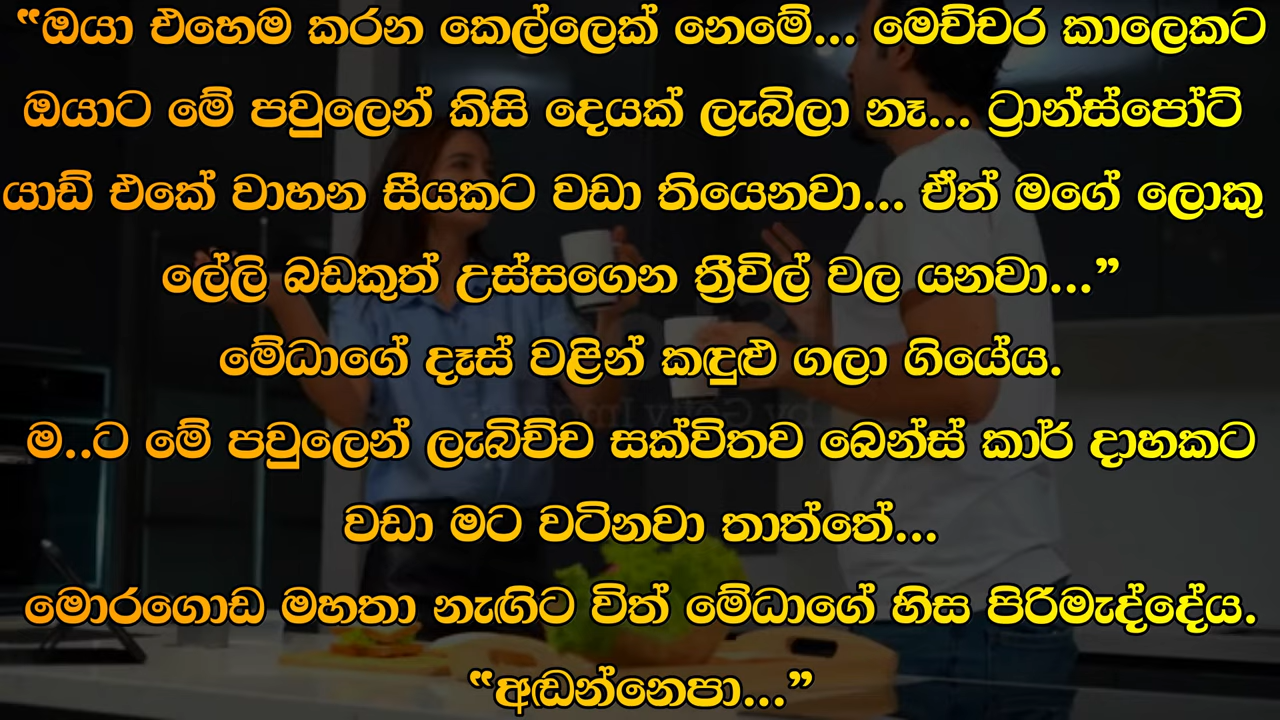 “ඔයා එහෙම කරන කෙල්ලෙක් නෙමේ... මෙච්චර කාලෙකට
ඔයාට මේ පවුලෙන් කිසි දෙයක් ලැබිලා නෑ... ට්‍රාන්ස්පෝට්
යාඩ් එකේ වාහන සීයකට වඩා තියෙනවා... ඒත් මගේ ලොකු
ලේලි බඩකුත් උස්සගෙන ත්‍රීවිල් වල යනවා...”
මේධාගේ දෑස් වළින් කඳුළු ගලා ගියේය.
ම..ට මේ පවුලෙන් ලැබිච්ච සක්විතව බෙන්ස් කාර් දාහකට
වඩා මට වටිනවා තාත්තේ...
මොරගොඩ මහතා නැඟිට විත් මේධාගේ හිස පිරිමැද්දේය.
“අඬන්නෙපා...”